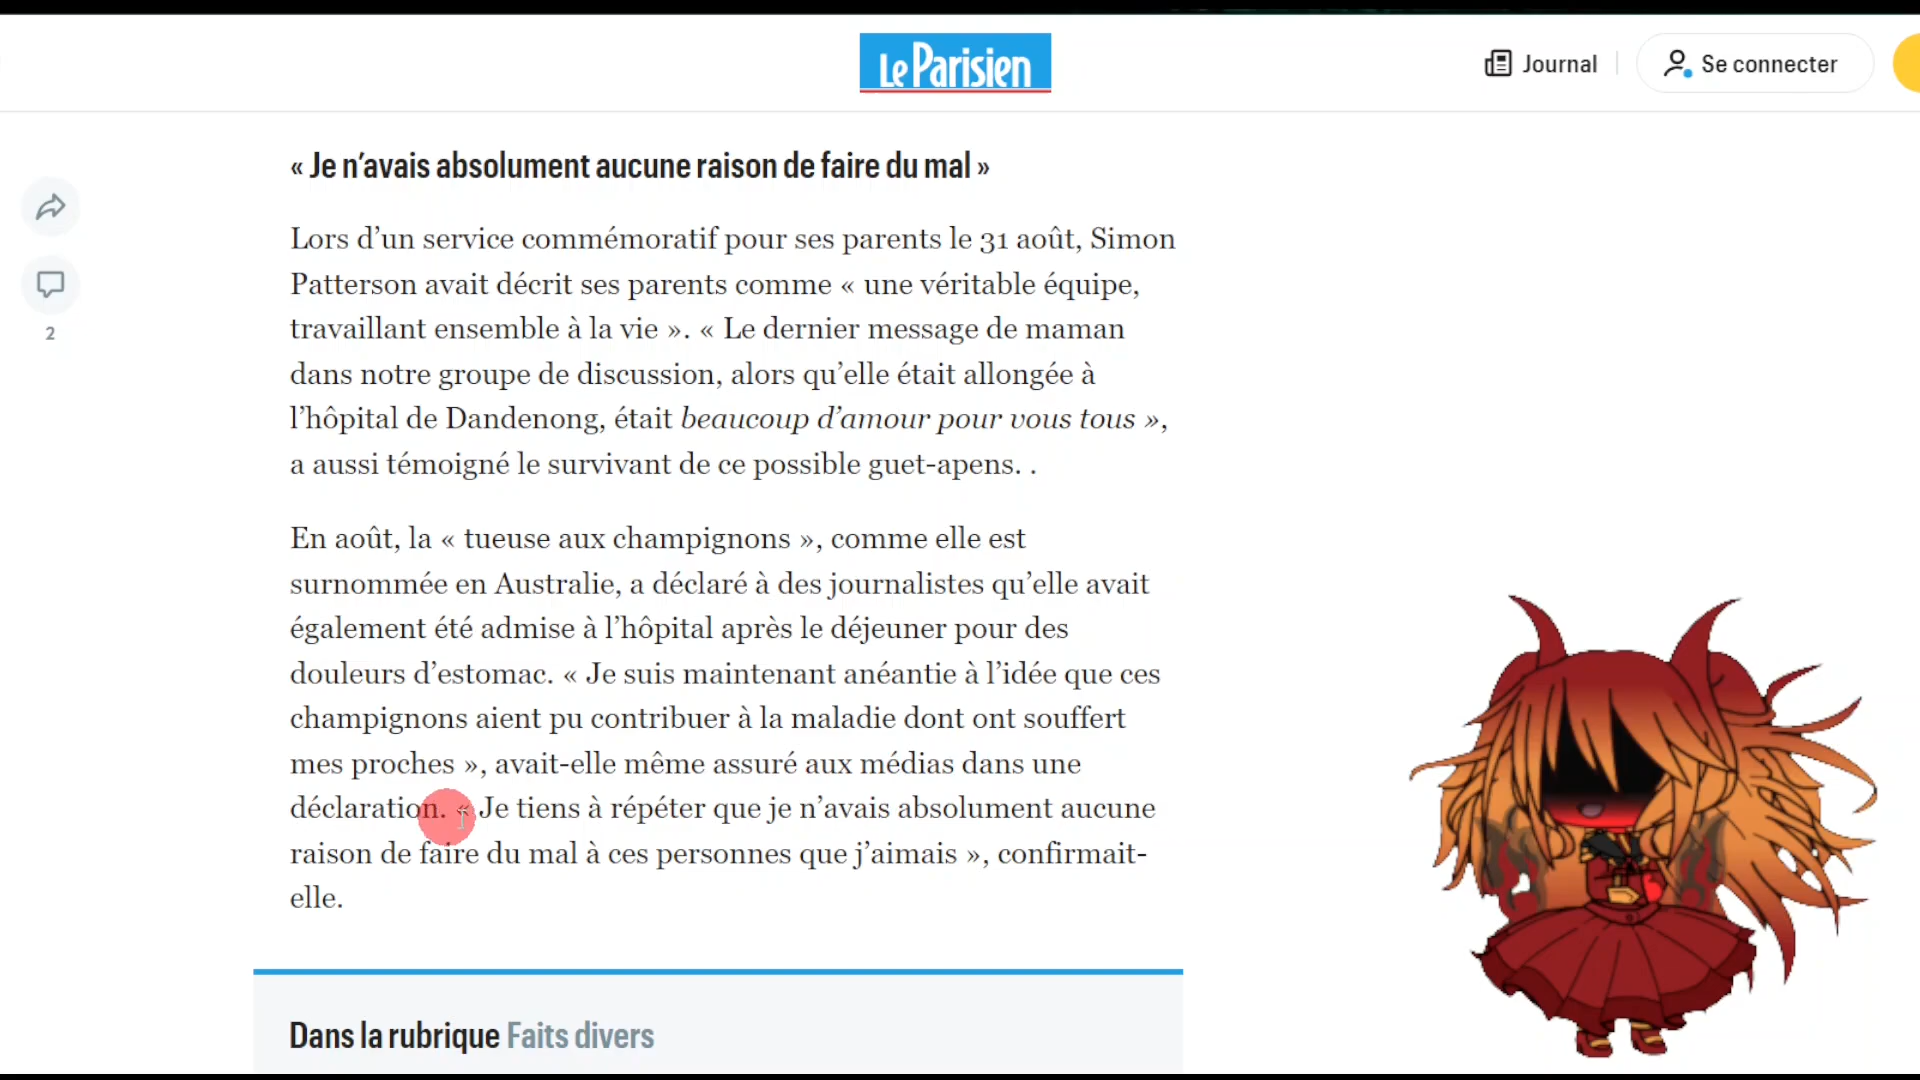 Le Parisien
Journal
Se connecter
« Je n’avais absolument aucune raison de faire du mal »
Lors d’un service commémoratif pour ses parents le 31 août, Simon
Patterson avait décrit ses parents comme « une véritable équipe,
travaillant ensemble à la vie ». « Le dernier message de maman
dans notre groupe de discussion, alors qu’elle était allongée à
l’hôpital de Dandenong, était beaucoup d’amour pour vous tous »,
a aussi témoigné le survivant de ce possible guet-apens. .
2
En août, la « tueuse aux champignons », comme elle est
surnommée en Australie, a déclaré à des journalistes qu’elle avait
également été admise à l’hôpital après le déjeuner pour des
douleurs d’estomac. « Je suis maintenant anéantie à l’idée que ces
champignons aient pu contribuer à la maladie dont ont souffert
mes proches », avait-elle même assuré aux médias dans une
déclaration. « Je tiens à répéter que je n’avais absolument aucune
raison de faire du mal à ces personnes que j’aimais », confirmait-
elle.
Dans la rubrique Faits divers